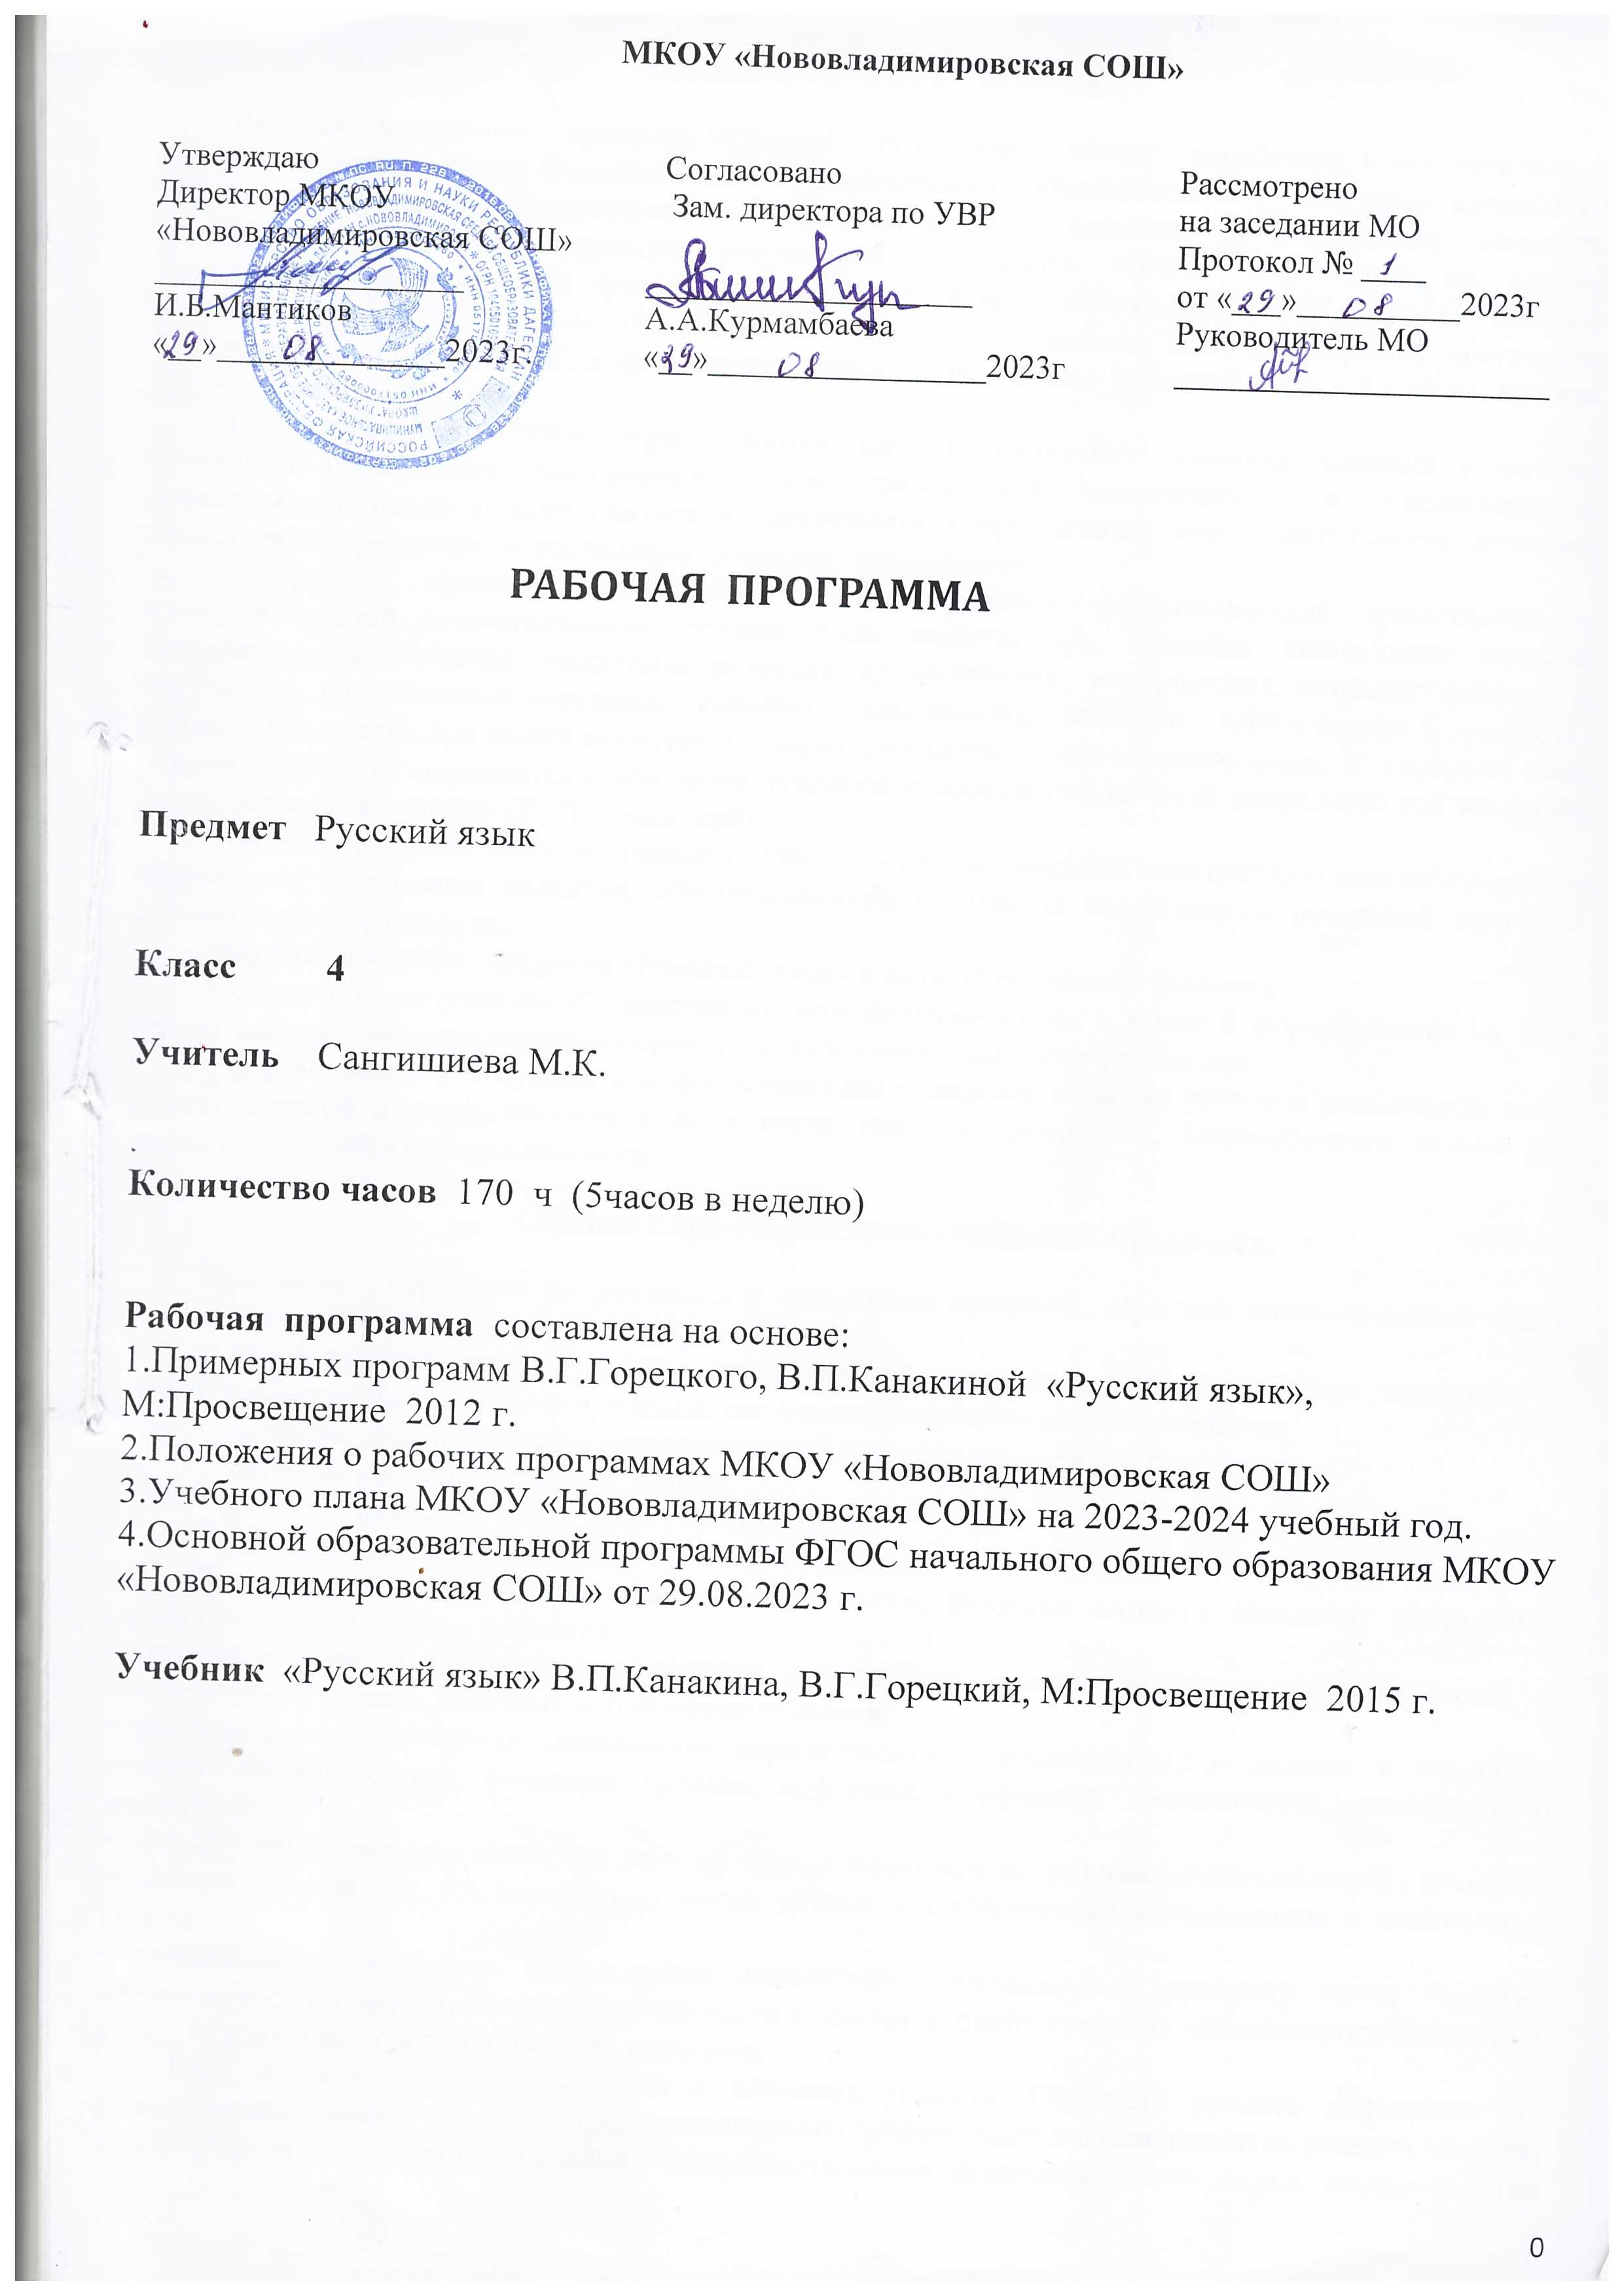 МКОУ «Нововладимировская СОШ»
Утверждаю
Директор МКОУ
«Нововладимировская СОШ»
И.Б.Мантиков
«29» 08 2023г.
Согласовано
Зам. директора по УВР
А.А.Курмамбаева
«29» 08 2023г
Рассмотрено
на заседании МО
Протокол № 1
от «29» 08 2023г
Руководитель МО
РАБОЧАЯ ПРОГРАММА
Предмет Русский язык
Класс 4
Учитель Сангишиева М.К.
Количество часов 170 ч (5часов в неделю)
Рабочая программа составлена на основе:
1.Примерных программ В.Г.Горецкого, В.П.Канакиной «Русский язык»,
М:Просвещение 2012 г.
2.Положения о рабочих программах МКОУ «Нововладимировская СОШ»
3.Учебного плана МКОУ «Нововладимировская СОШ» на 2023-2024 учебный год.
4.Основной образовательной программы ФГОС начального общего образования МКОУ
«Нововладимировская СОШ» от 29.08.2023 г.
Учебник «Русский язык» В.П.Канакина, В.Г.Горецкий, М:Просвещение 2015 г.
0